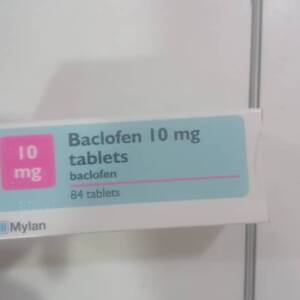 10
mg
Baclofen 10 mg
tablets
baclofen
84 tablets
Mylan